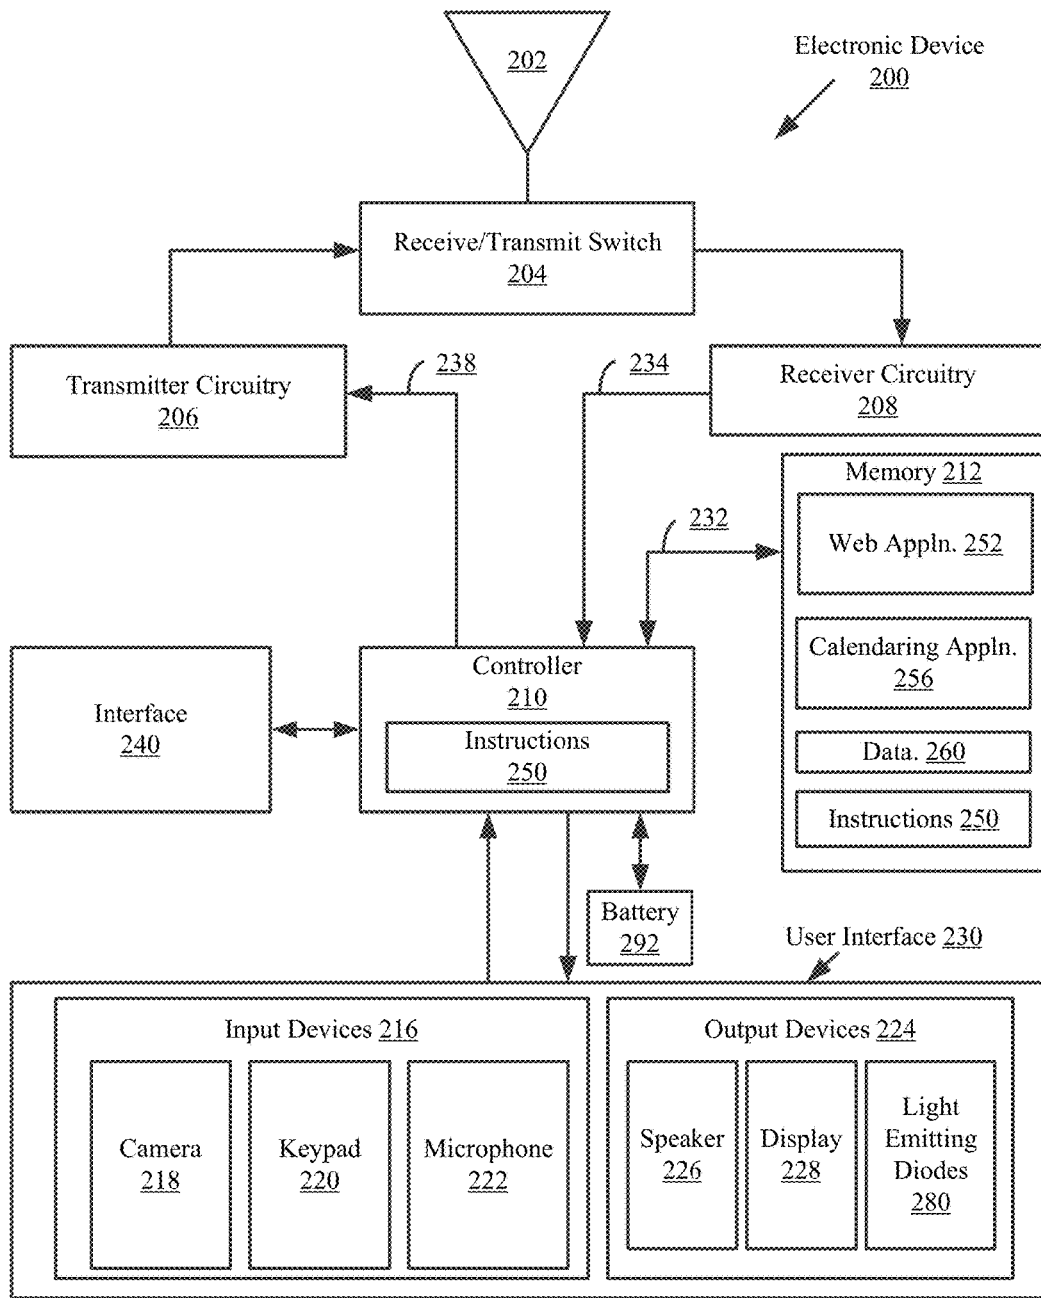 202
Electronic Device
200
Receive/Transmit Switch
204
Transmitter Circuitry
206
238
234
Receiver Circuitry
208
Memory 212
Web Appln. 252
232
Calendaring Appln.
256
Data. 260
Instructions 250
Interface
240
Controller
210
Instructions
250
Battery
292
User Interface 230
Input Devices 216
Camera
218
Keypad
220
Microphone
222
Output Devices 224
Speaker
226
Display
228
Light
Emitting
Diodes
280